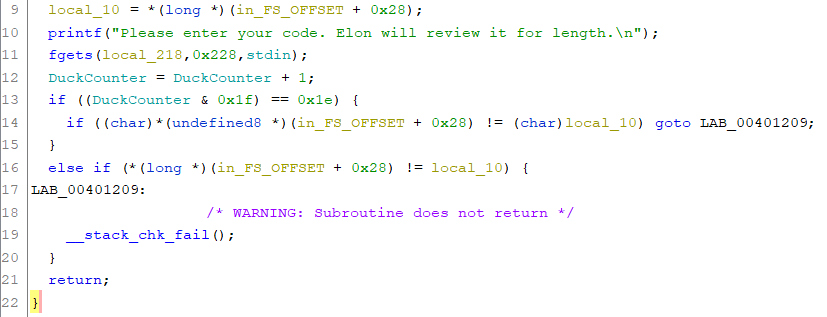 9 local_10 = *(long *)(in_FS_OFFSET + 0x28);
10 printf("Please enter your code. Elon will review it for length.\n");
11 fgets(local_218,0x228,stdin);
12 DuckCounter = DuckCounter + 1;
13 if ((DuckCounter & 0x1f) == 0x1e) {
14 if ((char)*(undefined8 *)(in_FS_OFFSET + 0x28) != (char)local_10) goto LAB_00401209;
15 }
16 else if (*(long *)(in_FS_OFFSET + 0x28) != local_10) {
17 LAB_00401209:
18 /* WARNING: Subroutine does not return */
19 __stack_chk_fail();
20 }
21 return;
22 }